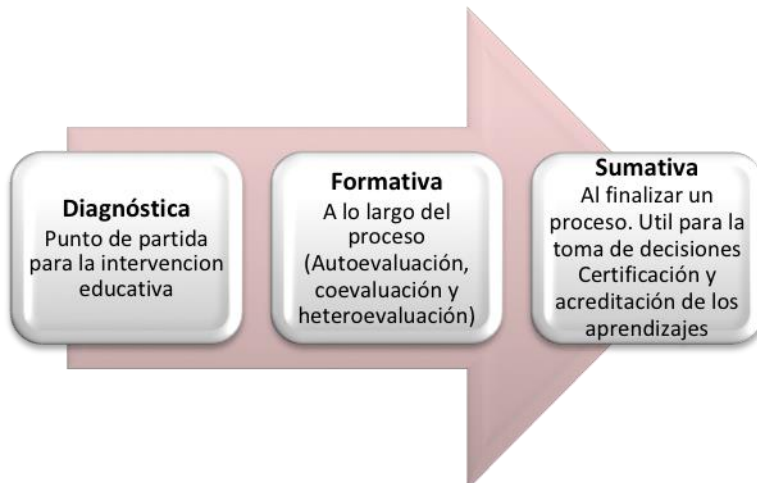 Diagnóstica
Punto de partida
para la intervencion
educativa
Formativa
A lo largo del
proceso
(Autoevaluación,
coevaluación y
heteroevaluación)
Sumativa
Al finalizar un
proceso. Util para la
toma de decisiones
Certificación y
acreditación de los
aprendizajes